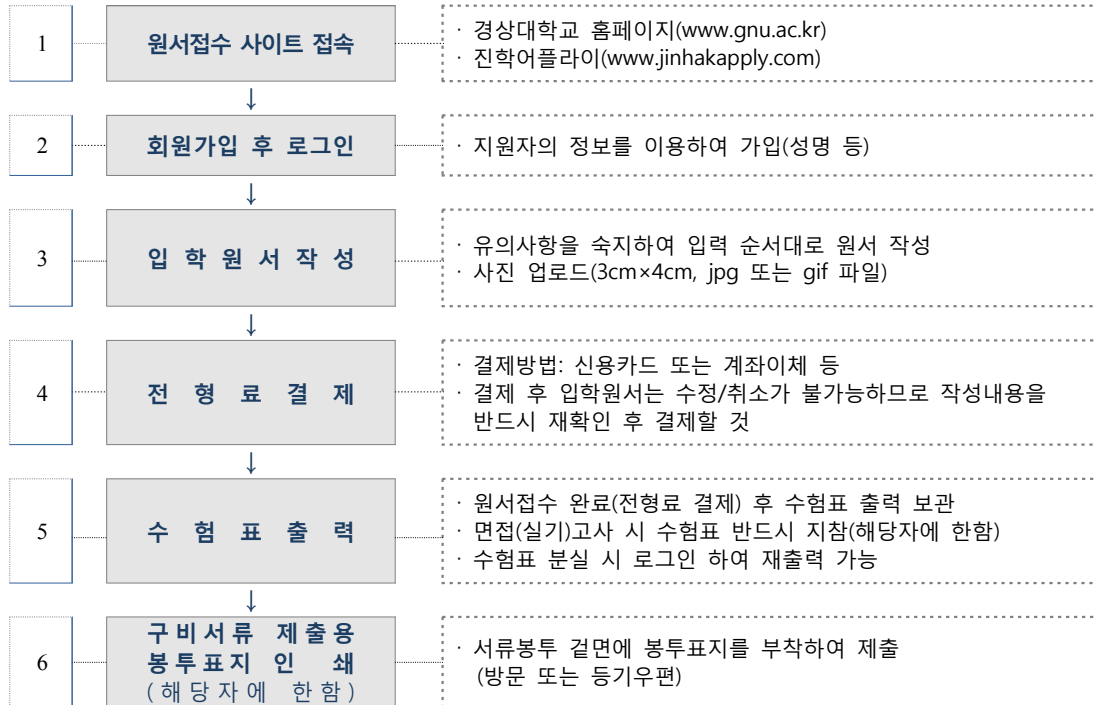 1
원서접수 사이트 접속
· 경상대학교 홈페이지(www.gnu.ac.kr)
· 진학어플라이(www.jinhakapply.com)
↓
2
회원가입 후 로그인
· 지원자의 정보를 이용하여 가입(성명 등)
↓
3
입 학 원 서 작 성
· 유의사항을 숙지하여 입력 순서대로 원서 작성
· 사진 업로드(3cm×4cm, jpg 또는 gif 파일)
↓
4
전 형 료 결 제
· 결제방법: 신용카드 또는 계좌이체 등
· 결제 후 입학원서는 수정/취소가 불가능하므로 작성내용을
반드시 재확인 후 결제할 것
↓
5
수 험 표 출 력
· 원서접수 완료(전형료 결제) 후 수험표 출력 보관
· 면접(실기)고사 시 수험표 반드시 지참(해당자에 한함)
· 수험표 분실 시 로그인 하여 재출력 가능
↓
6
구비서류 제출용
봉투표지 인 쇄
(해당자에 한함)
· 서류봉투 겉면에 봉투표지를 부착하여 제출
(방문 또는 등기우편)